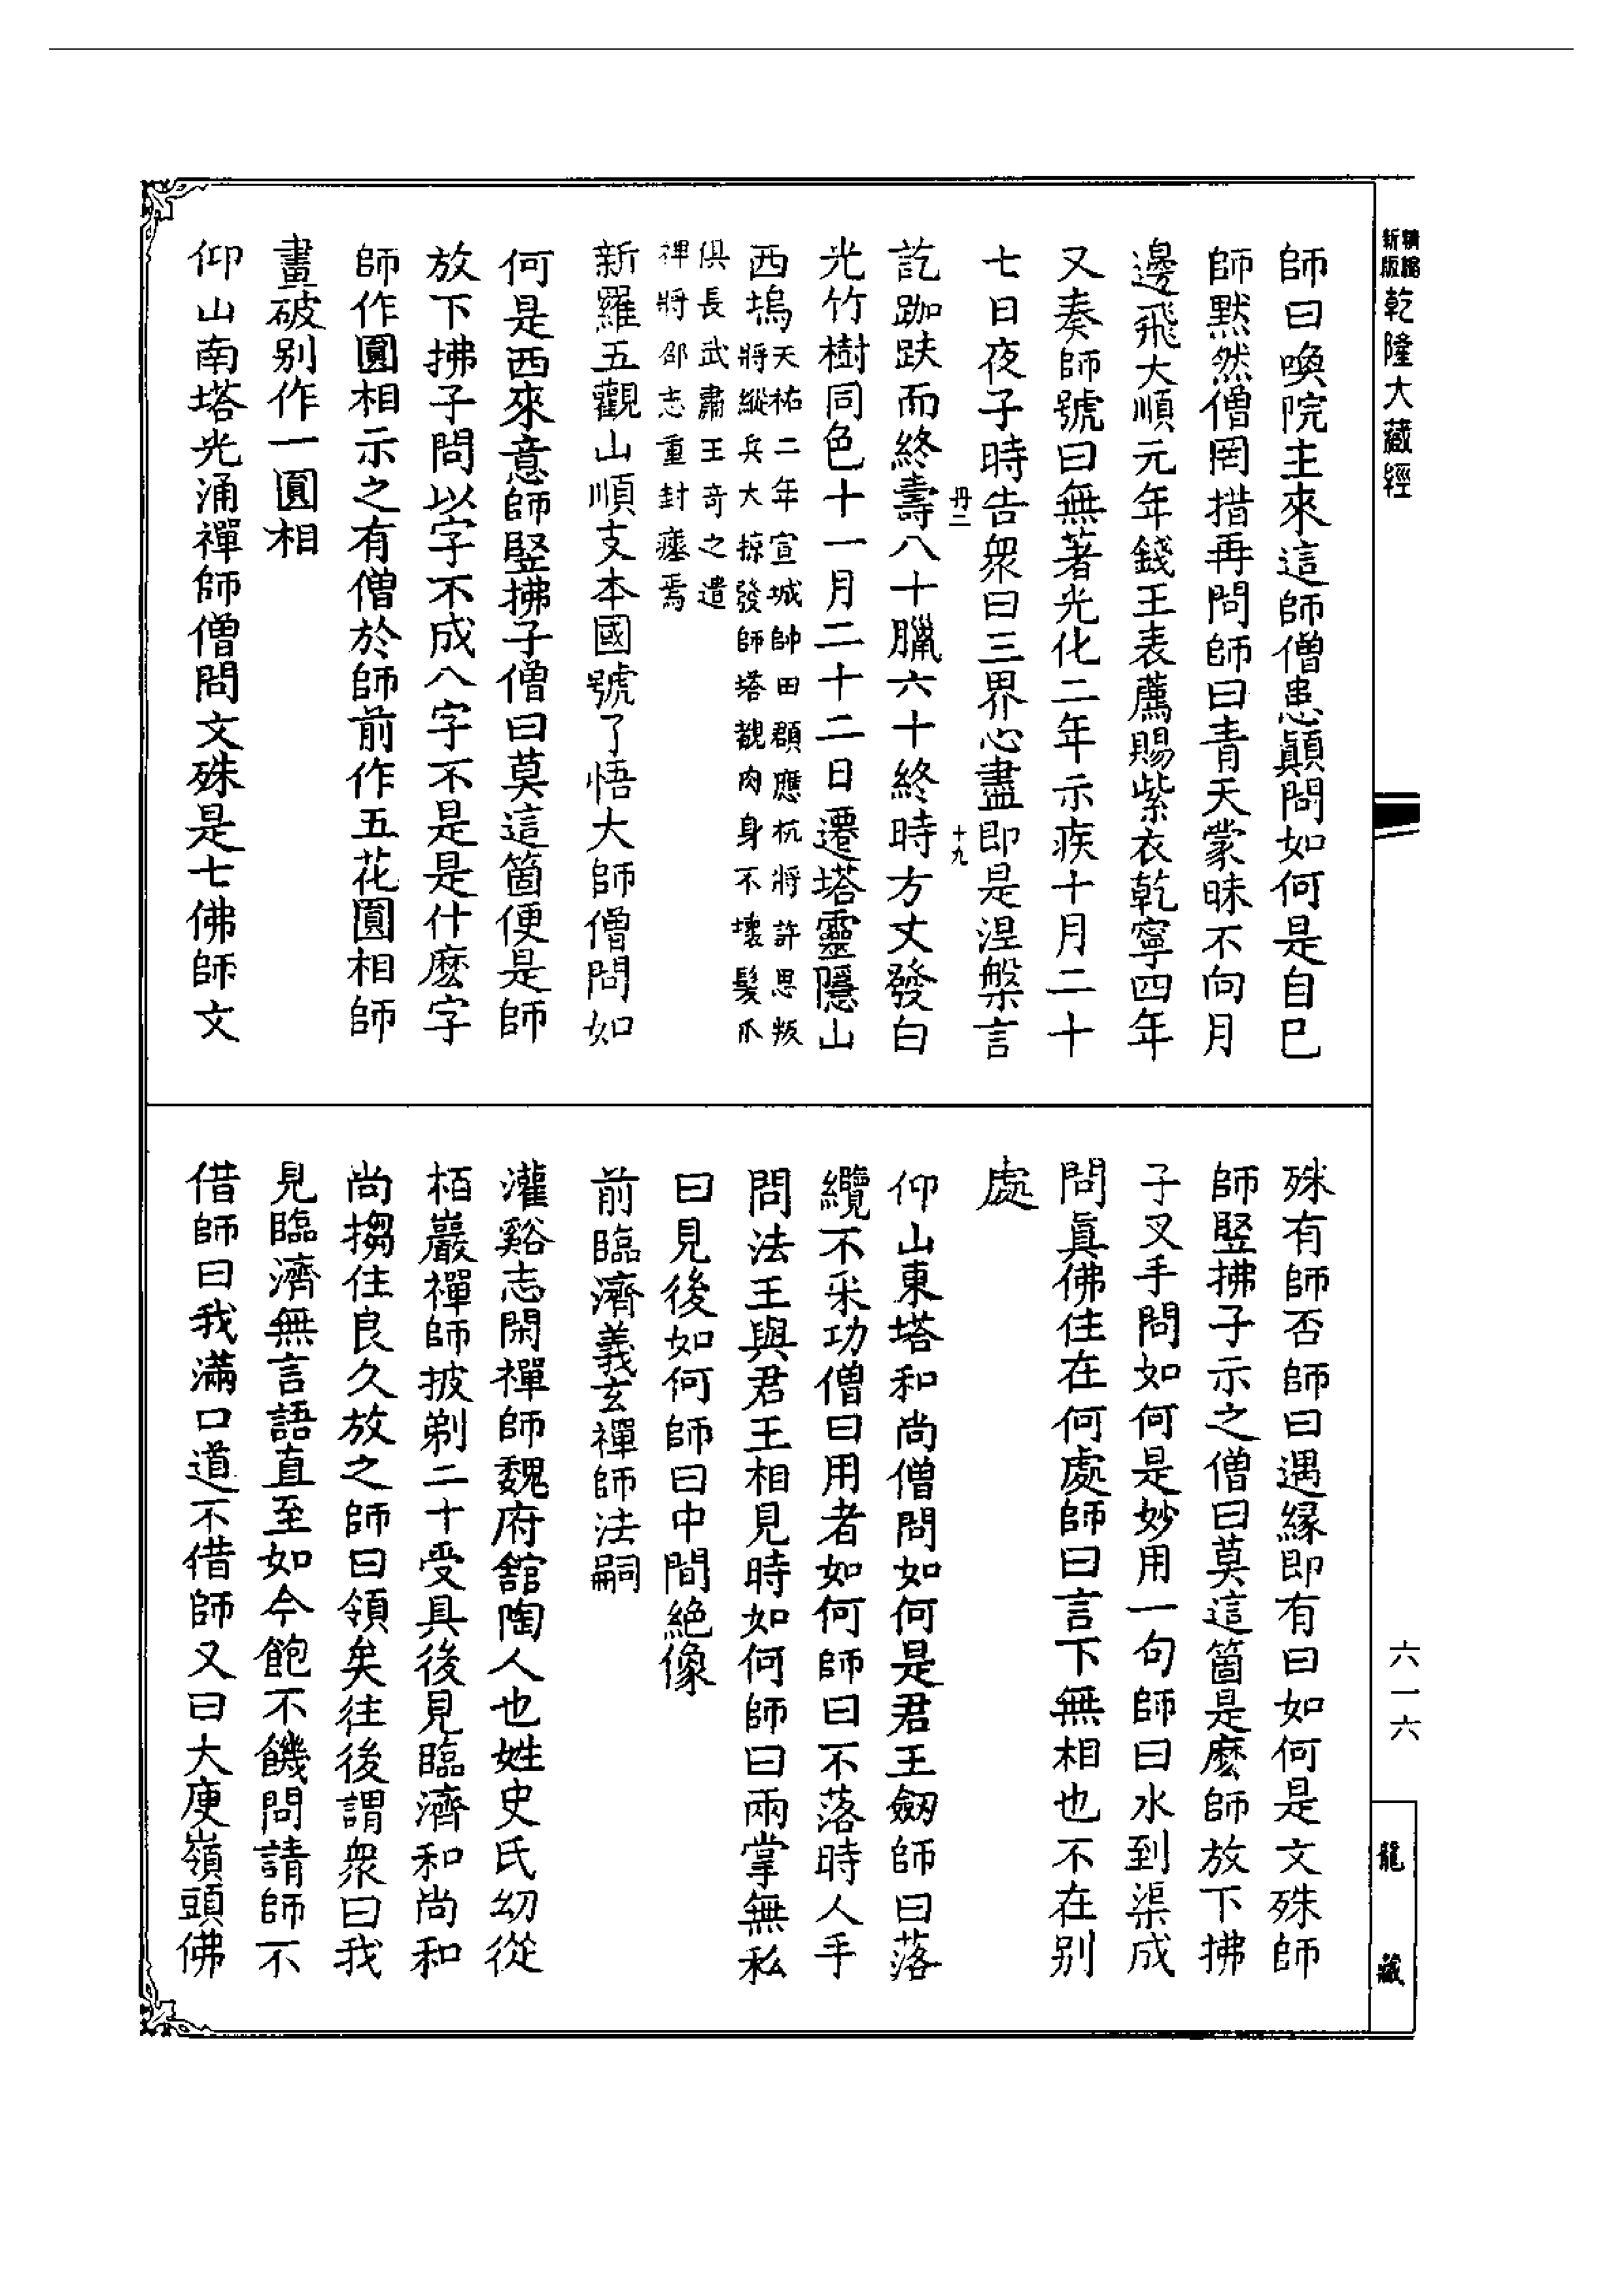 精縮新版乾隆大藏經
六一六
龍藏
師曰喚院主來這師僧患顛問如何是自巳
師默然僧罔措再問師曰青天蒙昧不向月
邊飛大順元年錢王表薦賜紫衣乾寧四年
又奏師號曰無著光化二年示疾十月二十
七日夜子時告衆曰三界心盡即是涅槃言
丹三
十九
訖跏趺而終壽八十臘六十終時方丈發白
光竹樹同色十一月二十二日遷塔靈隱山
西塢
天祐二年宣城帥田頵應杭將許思叛
將縱兵大掠發師塔覩肉身不壞髮爪
俱長武肅王奇之遣
裨將邵志重封瘞焉
新羅五觀山順支本國號了悟大師僧問如
何是西來意師竪拂子僧曰莫這箇便是師
放下拂子問以字不成八字不是是什麽字
師作圓相示之有僧於師前作五花圓相師
畫破别作一圓相
仰山南塔光涌禪師僧問文殊是七佛師文
殊有師否師曰遇緣即有曰如何是文殊師
師竪拂子示之僧曰莫這箇是麽師放下拂
子叉手問如何是妙用一句師曰水到渠成
問眞佛住在何處師曰言下無相也不在别
處
仰山東塔和尚僧問如何是君王劒師曰落
纜不采功僧曰用者如何師曰不落時人手
問法王與君王相見時如何師曰兩掌無私
曰見後如何師曰中間絶像
前臨濟義玄禪師法嗣
灌谿志閑禪師魏府舘陶人也姓史氏幼從
栢巖禪師披剃二十受具後見臨濟和尚和
尚搊住良久放之師曰領矣往後謂衆曰我
見臨濟無言語直至如今飽不饑問請師不
借師曰我滿口道不借師又曰大庾嶺頭佛